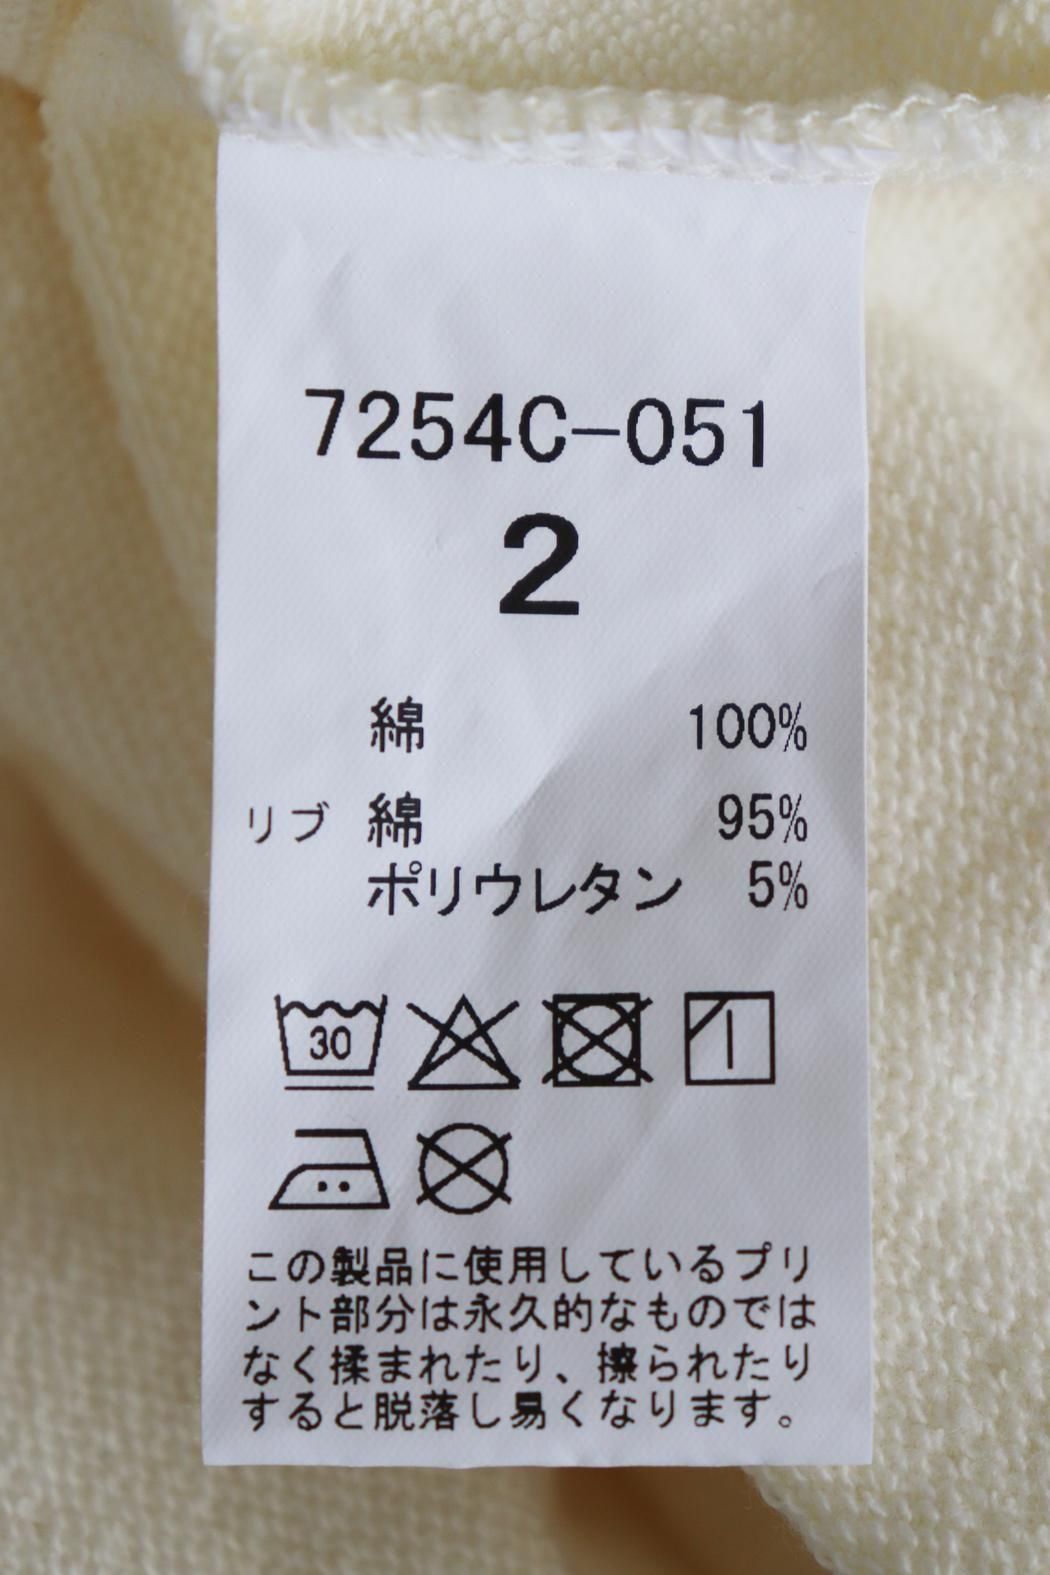 7254C-051
2
綿 100%
リブ 綿 95%
ポリウレタン 5%
30
この製品に使用しているプリ
ント部分は永久的なものでは
なく揉まれたり、擦られたり
すると脱落し易くなります。